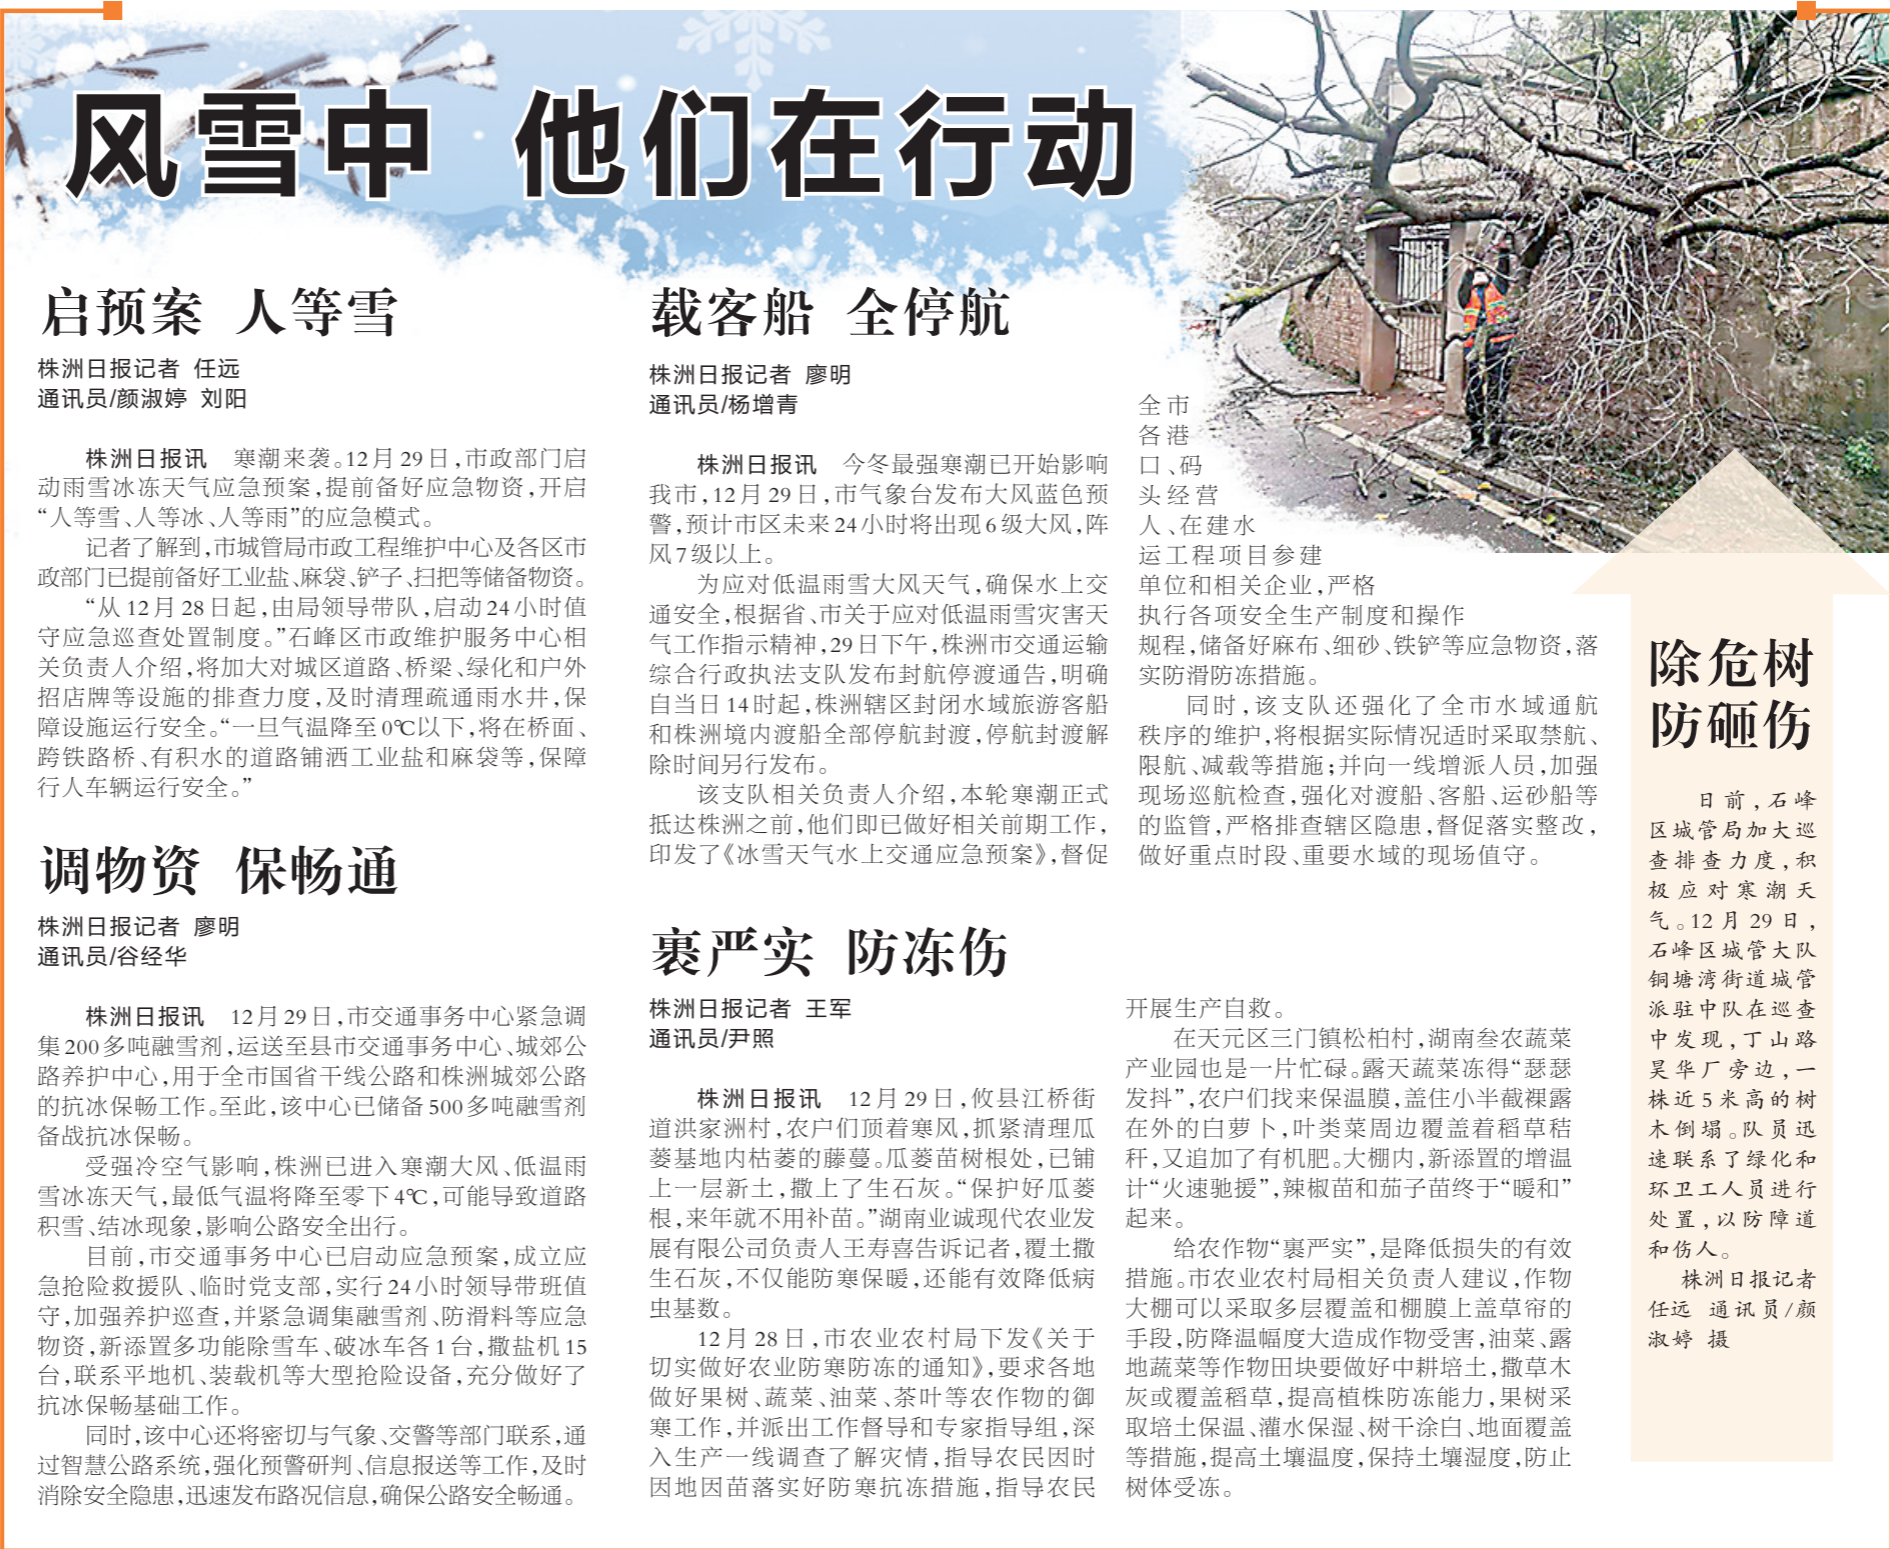 风雪中 他们在行动
启预案 人等雪
株洲日报记者 任远
通讯员/颜淑婷 刘阳
株洲日报讯 寒潮来袭。12月29日,市政部门启
动雨雪冰冻天气应急预案,提前备好应急物资,开启
“人等雪、人等冰、人等雨”的应急模式。
记者了解到,市城管局市政工程维护中心及各区市
政部门已提前备好工业盐、麻袋、铲子、扫把等储备物资。
“从12月28日起,由局领导带队,启动24小时值
守应急巡查处置制度。”石峰区市政维护服务中心相
关负责人介绍,将加大对城区道路、桥梁、绿化和户外
招店牌等设施的排查力度,及时清理疏通雨水井,保
障设施运行安全。“一旦气温降至0℃以下,将在桥面、
跨铁路桥、有积水的道路铺洒工业盐和麻袋等,保障
行人车辆运行安全。”
调物资 保畅通
株洲日报记者 廖明
通讯员/谷经华
株洲日报讯 12月29日,市交通事务中心紧急调
集200多吨融雪剂,运送至县市交通事务中心、城郊公
路养护中心,用于全市国省干线公路和株洲城郊公路
的抗冰保畅工作。至此,该中心已储备500多吨融雪剂
备战抗冰保畅。
受强冷空气影响,株洲已进入寒潮大风、低温雨
雪冰冻天气,最低气温将降至零下4℃,可能导致道路
积雪、结冰现象,影响公路安全出行。
目前,市交通事务中心已启动应急预案,成立应
急抢险救援队、临时党支部,实行24小时领导带班值
守,加强养护巡查,并紧急调集融雪剂、防滑料等应急
物资,新添置多功能除雪车、破冰车各1台,撒盐机15
台,联系平地机、装载机等大型抢险设备,充分做好了
抗冰保畅基础工作。
同时,该中心还将密切与气象、交警等部门联系,通
过智慧公路系统,强化预警研判、信息报送等工作,及时
消除安全隐患,迅速发布路况信息,确保公路安全畅通。
载客船 全停航
株洲日报记者 廖明
通讯员/杨增青
株洲日报讯 今冬最强寒潮已开始影响
我市,12月29日,市气象台发布大风蓝色预
警,预计市区未来24小时将出现6级大风,阵
风7级以上。
为应对低温雨雪大风天气,确保水上交
通安全,根据省、市关于应对低温雨雪灾害天
气工作指示精神,29日下午,株洲市交通运输
综合行政执法支队发布封航停渡通告,明确
自当日14时起,株洲辖区封闭水域旅游客船
和株洲境内渡船全部停航封渡,停航封渡解
除时间另行发布。
该支队相关负责人介绍,本轮寒潮正式
抵达株洲之前,他们即已做好相关前期工作,
印发了《冰雪天气水上交通应急预案》,督促
全市
各港
口、码
头经营
人、在建水
运工程项目参建
单位和相关企业,严格
执行各项安全生产制度和操作
规程,储备好麻布、细砂、铁铲等应急物资,落
实防滑防冻措施。
同时,该支队还强化了全市水域通航
秩序的维护,将根据实际情况适时采取禁航、
限航、减载等措施;并向一线增派人员,加强
现场巡航检查,强化对渡船、客船、运砂船等
的监管,严格排查辖区隐患,督促落实整改,
做好重点时段、重要水域的现场值守。
裹严实 防冻伤
株洲日报记者 王军
通讯员/尹照
株洲日报讯 12月29日,攸县江桥街
道洪家洲村,农户们顶着寒风,抓紧清理瓜
蒌基地内枯萎的藤蔓。瓜蒌苗树根处,已铺
上一层新土,撒上了生石灰。“保护好瓜蒌
根,来年就不用补苗。”湖南业诚现代农业发
展有限公司负责人王寿喜告诉记者,覆土撒
生石灰,不仅能防寒保暖,还能有效降低病
虫基数。
12月28日,市农业农村局下发《关于
切实做好农业防寒防冻的通知》,要求各地
做好果树、蔬菜、油菜、茶叶等农作物的御
寒工作,并派出工作督导和专家指导组,深
入生产一线调查了解灾情,指导农民因时
因地因苗落实好防寒抗冻措施,指导农民
开展生产自救。
在天元区三门镇松柏村,湖南叁农蔬菜
产业园也是一片忙碌。露天蔬菜冻得“瑟瑟
发抖”,农户们找来保温膜,盖住小半截裸露
在外的白萝卜,叶类菜周边覆盖着稻草秸
秆,又追加了有机肥。大棚内,新添置的增温
计“火速驰援”,辣椒苗和茄子苗终于“暖和”
起来。
给农作物“裹严实”,是降低损失的有效
措施。市农业农村局相关负责人建议,作物
大棚可以采取多层覆盖和棚膜上盖草帘的
手段,防降温幅度大造成作物受害,油菜、露
地蔬菜等作物田块要做好中耕培土,撒草木
灰或覆盖稻草,提高植株防冻能力,果树采
取培土保温、灌水保湿、树干涂白、地面覆盖
等措施,提高土壤温度,保持土壤湿度,防止
树体受冻。
除危树
防砸伤
日前,石峰
区城管局加大巡
查排查力度,积
极应对寒潮天
气。12月29日,
石峰区城管大队
铜塘湾街道城管
派驻中队在巡查
中发现,丁山路
昊华厂旁边,一
株近5米高的树
木倒塌。队员迅
速联系了绿化和
环卫工人员进行
处置,以防障道
和伤人。
株洲日报记者
任远 通讯员/颜
淑婷 摄